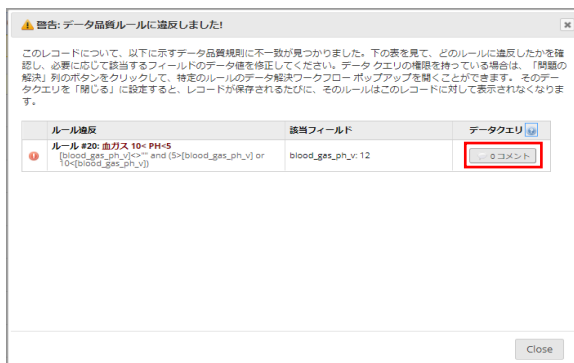 警告: データ品質ルールに違反しました!
このレコードについて、以下に示すデータ品質規則に不一致が見つかりました。下の表を見て、どのルールに違反したかを確
認し、必要に応じて該当するフィールドのデータ値を修正してください。データ クエリの権限を持っている場合は、「問題の
解決」列のボタンをクリックして、特定のルールのデータ解決ワークフロー ポップアップを開くことができます。 そのデー
タクエリを「閉じる」に設定すると、レコードが保存されるたびに、そのルールはこのレコードに対して表示されなくなりま
す。
ルール違反 該当フィールド データクエリ
ルール #20: 血ガス 10< PH<5
[blood_gas_ph_v]<>"" and (5>[blood_gas_ph_v] or
10<[blood_gas_ph_v])
blood_gas_ph_v: 12
0 コメント
Close